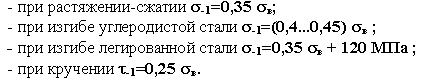 - при растяжении-сжатии σ-1=0,35 σв;
- при изгибе углеродистой стали σ-1=(0,4...0,45) σв ;
- при изгибе легированной стали σ-1=0,35 σв + 120 МПа ;
- при кручении τ-1=0,25 σв.